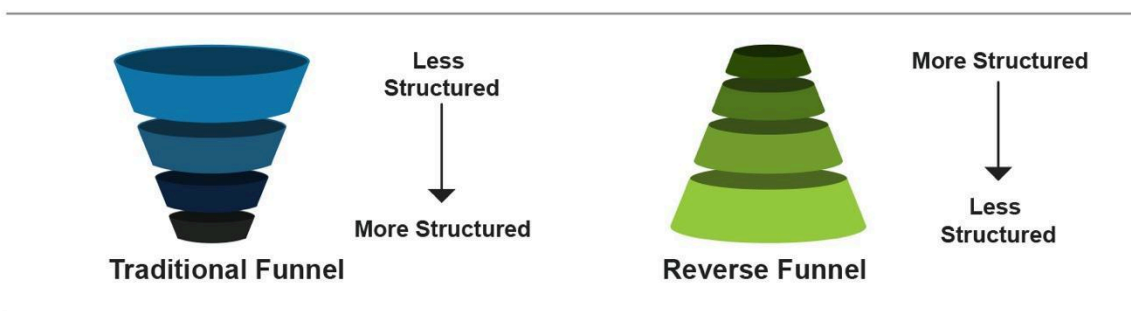 Less
Structured
More Structured
Traditional Funnel
More Structured
Less
Structured
Reverse Funnel